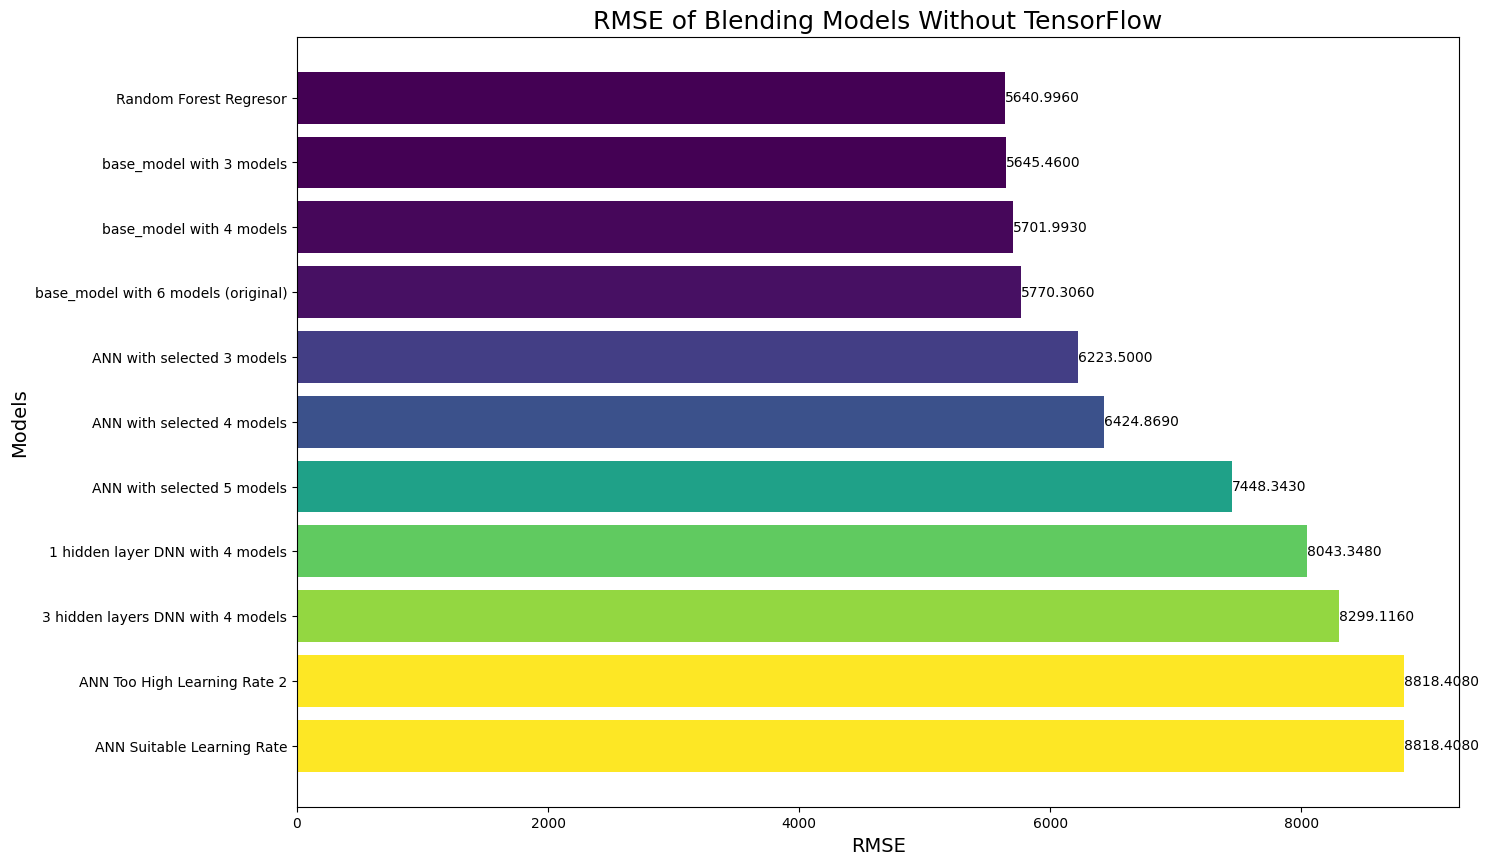 RMSE of Blending Models Without TensorFlow
Random Forest Regresor
5640.9960
base_model with 3 models
5645.4600
base_model with 4 models
5701.9930
base_model with 6 models (original)
5770.3060
ANN with selected 3 models
6223.5000
ANN with selected 4 models
6424.8690
ANN with selected 5 models
7448.3430
1 hidden layer DNN with 4 models
8043.3480
3 hidden layers DNN with 4 models
8299.1160
ANN Too High Learning Rate 2
8818.4080
ANN Suitable Learning Rate
8818.4080
Models
0
2000
4000
6000
8000
RMSE